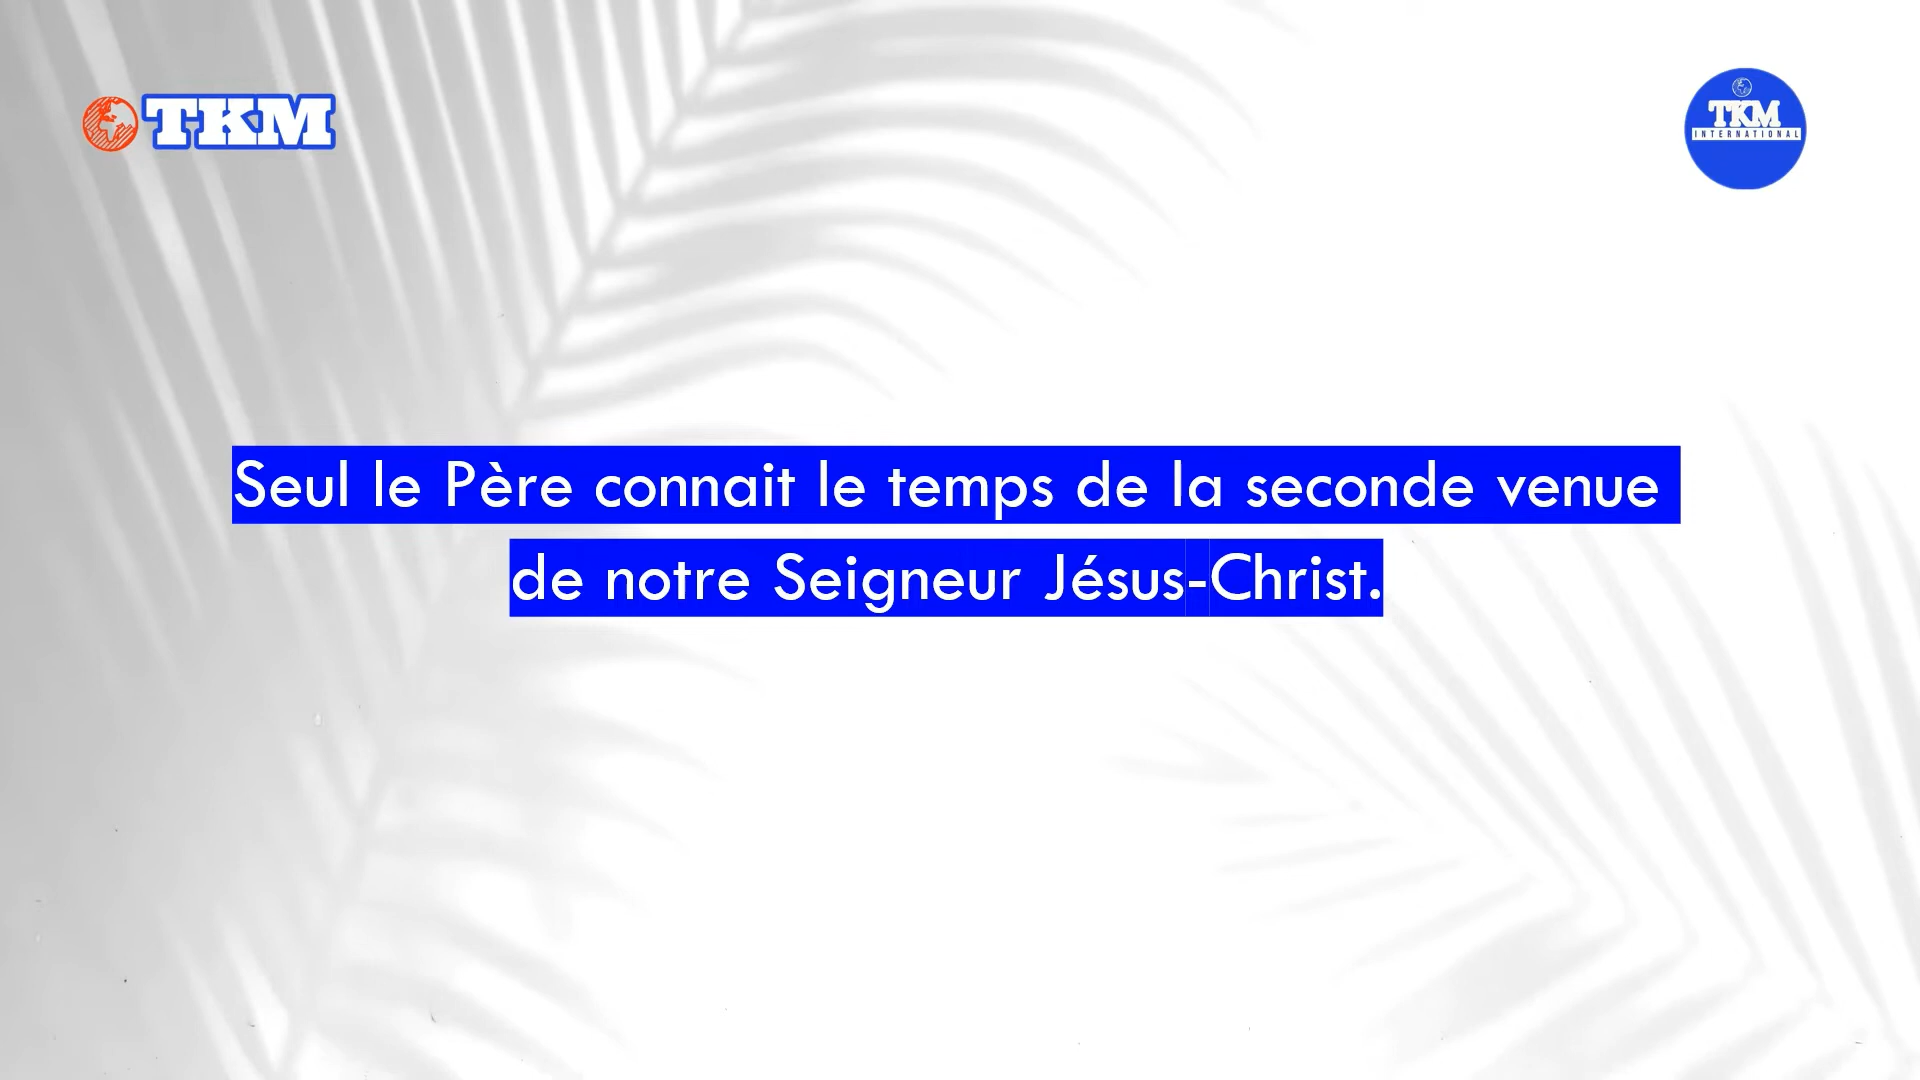 TKM
TKM
INTERNATIONAL
Seul le Père connait le temps de la seconde venue
de notre Seigneur Jésus-Christ.